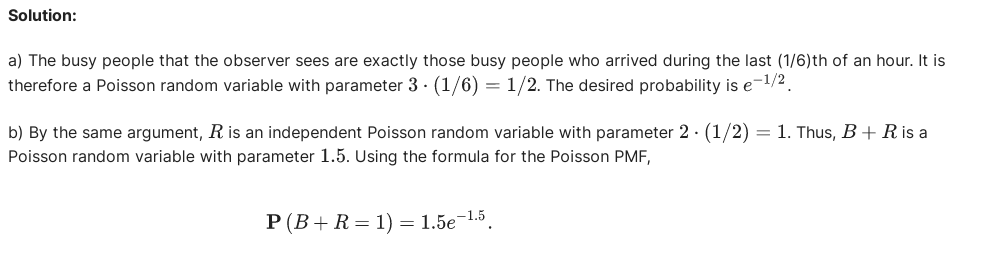 Solution:
a) The busy people that the observer sees are exactly those busy people who arrived during the last (1/6)th of an hour. It is
therefore a Poisson random variable with parameter 3 · (1/6) = 1/2. The desired probability is e^{−1/2}.
b) By the same argument, R is an independent Poisson random variable with parameter 2 · (1/2) = 1. Thus, B + R is a
Poisson random variable with parameter 1.5. Using the formula for the Poisson PMF,
P (B + R = 1) = 1.5e^{−1.5}.